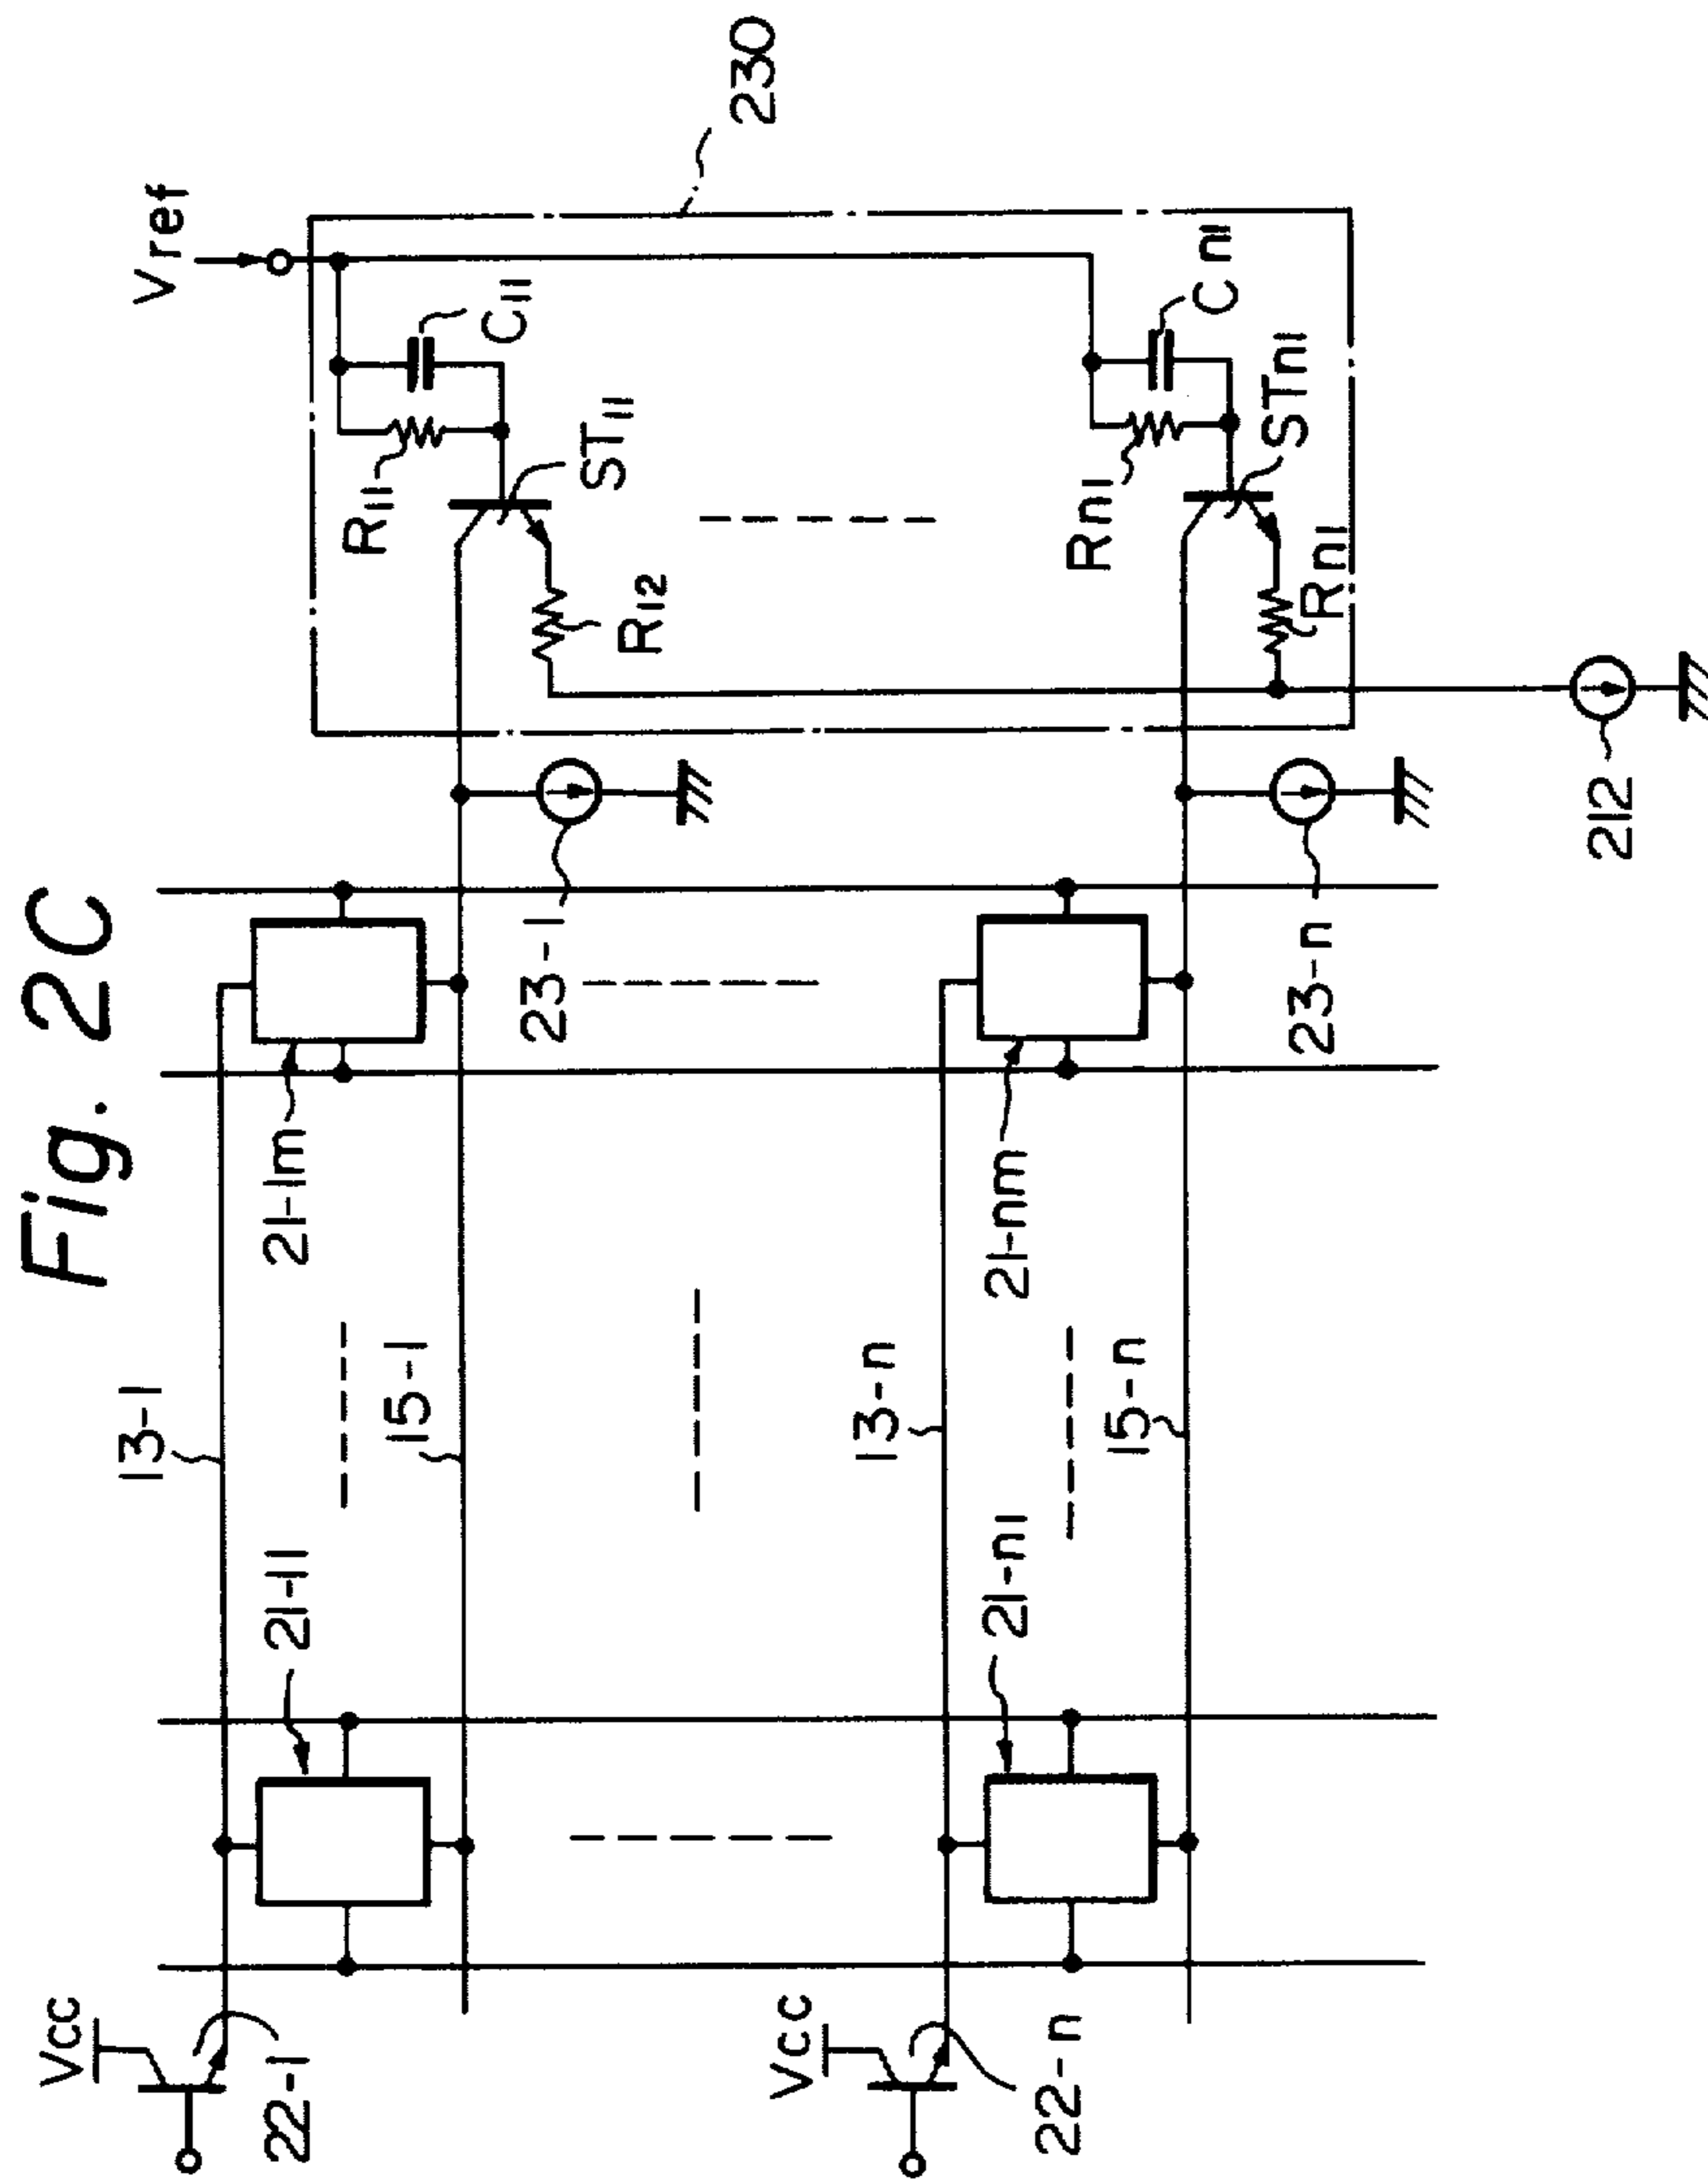 Fig. 2C
Vcc
22-1
13-1
21-11
21-1m
15-1
23-1
Vref
230
R11
C11
ST11
R12
Vcc
22-n
13-n
21-n1
21-nm
15-n
23-n
Rn1
Cn1
STn1
Rn1
212